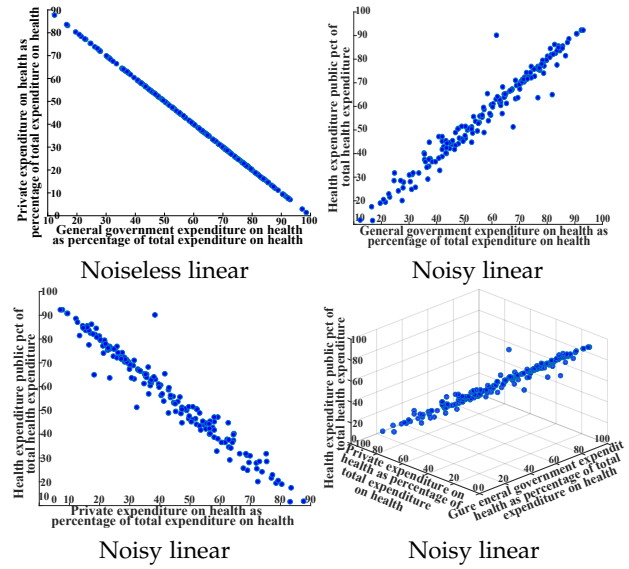 Private expenditure on health as
percentage of total expenditure on health
90
80
70
60
50
40
30
20
10
0
10 20 30 40 50 60 70 80 90 100
General government expenditure on health
as percentage of total expenditure on health
Noiseless linear
Health expenditure public pct of
total health expenditure
100
90
80
70
60
50
40
30
20
10 20 30 40 50 60 70 80 90 100
General government expenditure on health as
percentage of total expenditure on health
Noisy linear
Health expenditure public pct of
total health expenditure
100
90
80
70
60
50
40
30
20
10
0 10 20 30 40 50 60 70 80 90
Private expenditure on health as
percentage of total expenditure on health
Noisy linear
Health expenditure public pct of
total health expenditure
100
80
60
40
20
80
60
40
20
0
Private expenditure on
health as percentage of
total expenditure
on health
0
20
40
60
80
100
Gure eneral government expendit
health as percentage of total
expenditure on health
Noisy linear